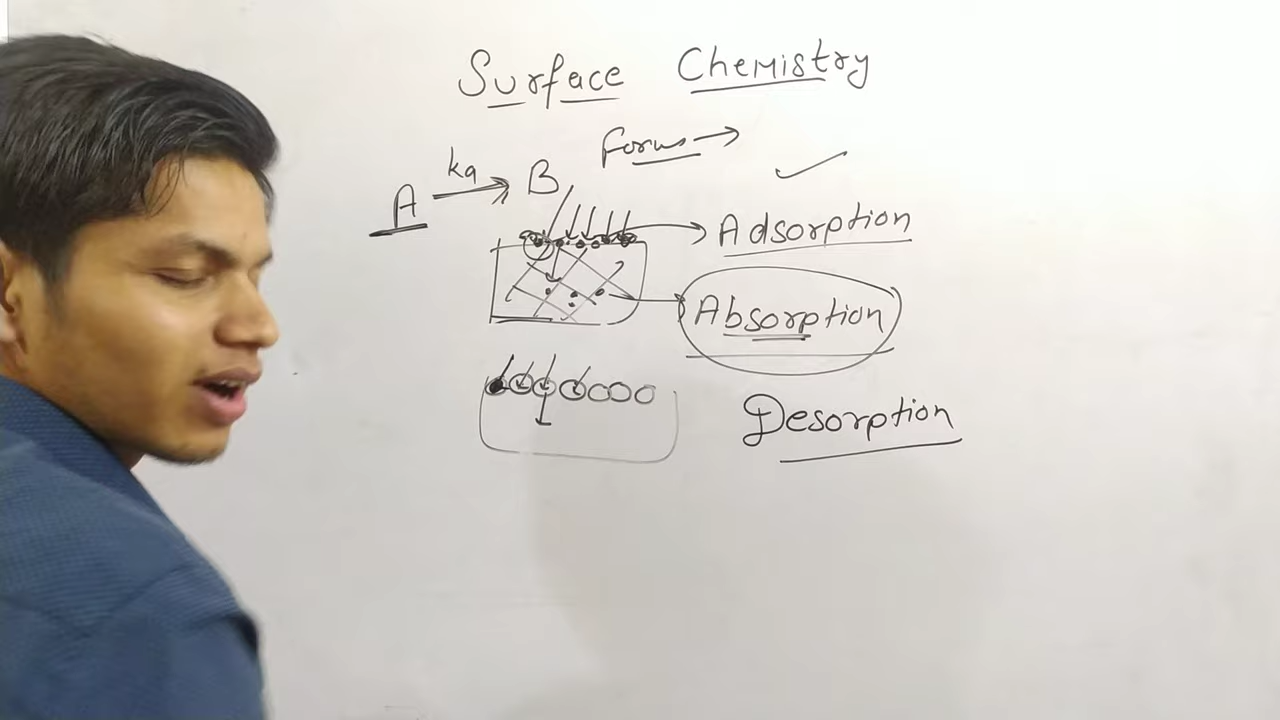 Surface Chemistry
Forms →
A ka→ B
Adsorption
Absorption
Desorption